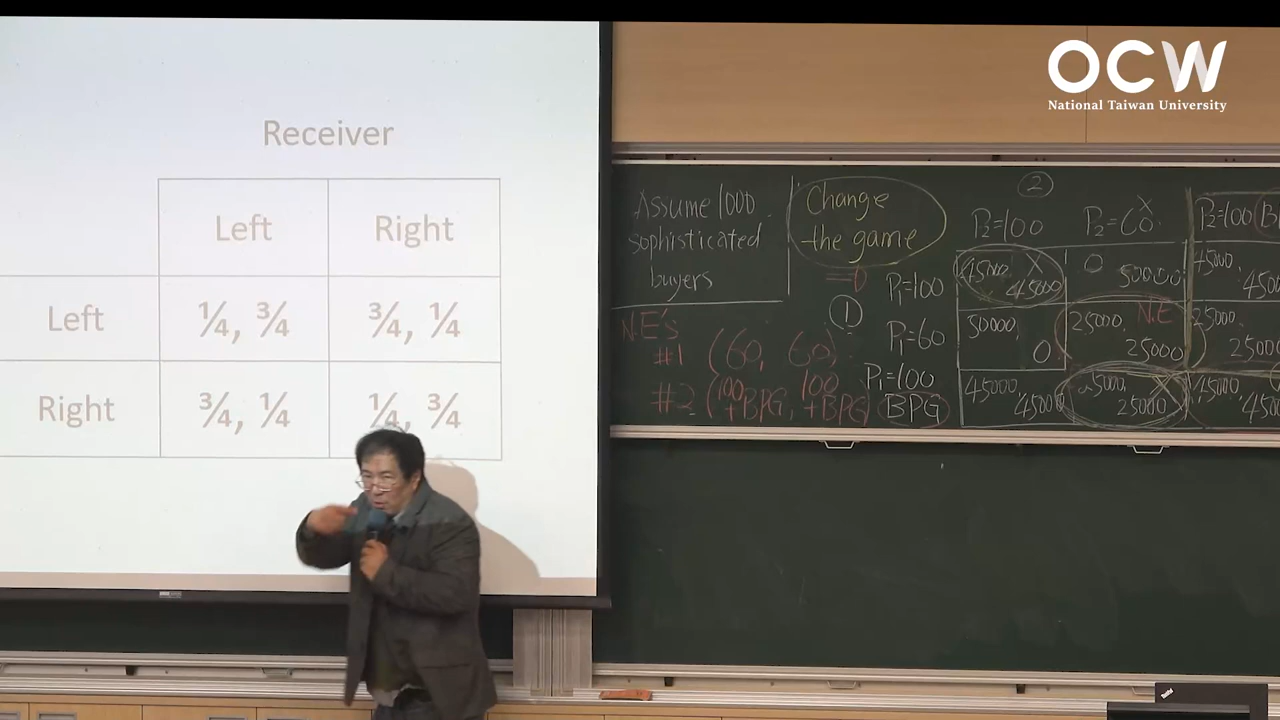 OCW
National Taiwan University
Receiver
Left Right
Left ¼, ¾ ¾, ¼
Right ¾, ¼ ¼, ¾
Assume 1000
sophisticated
buyers
Change
the game
N.E's
#1 (60, 60)
#2 (100 +BPG, 100 +BPG)
①
②
P₂=100 P₂=60 P₂=100
P₁=100 45000, 45000 0 50000 45000,
P₁=60 50000, 0 25000, 25000 N.E 25000,
P₁=100 BPG 45000, 25000, 25000 45000,